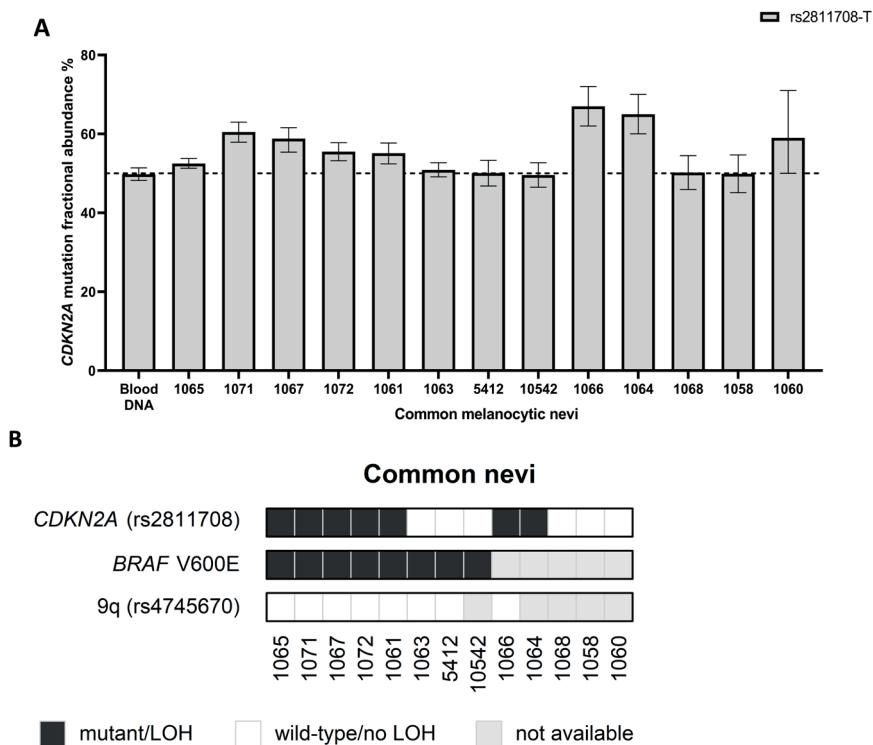 A
rs2811708-T
CDKN2A mutation fractional abundance %
80
60
40
20
0
Blood DNA 1065 1071 1067 1072 1061 1063 5412 10542 1066 1064 1068 1058 1060
Common melanocytic nevi
B
Common nevi
CDKN2A (rs2811708)
BRAF V600E
9q (rs4745670)
1065 1071 1067 1072 1061 1063 5412 10542 1066 1064 1068 1058 1060
mutant/LOH wild-type/no LOH not available